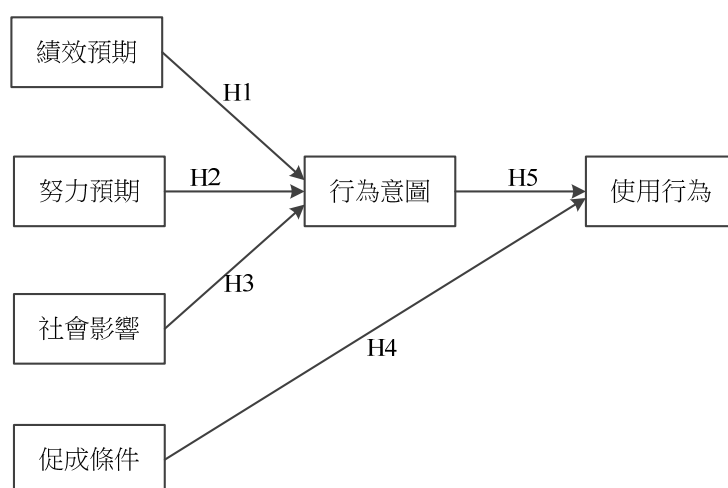 績效預期
H1
努力預期
H2
行為意圖
H5
使用行為
H3
社會影響
H4
促成條件